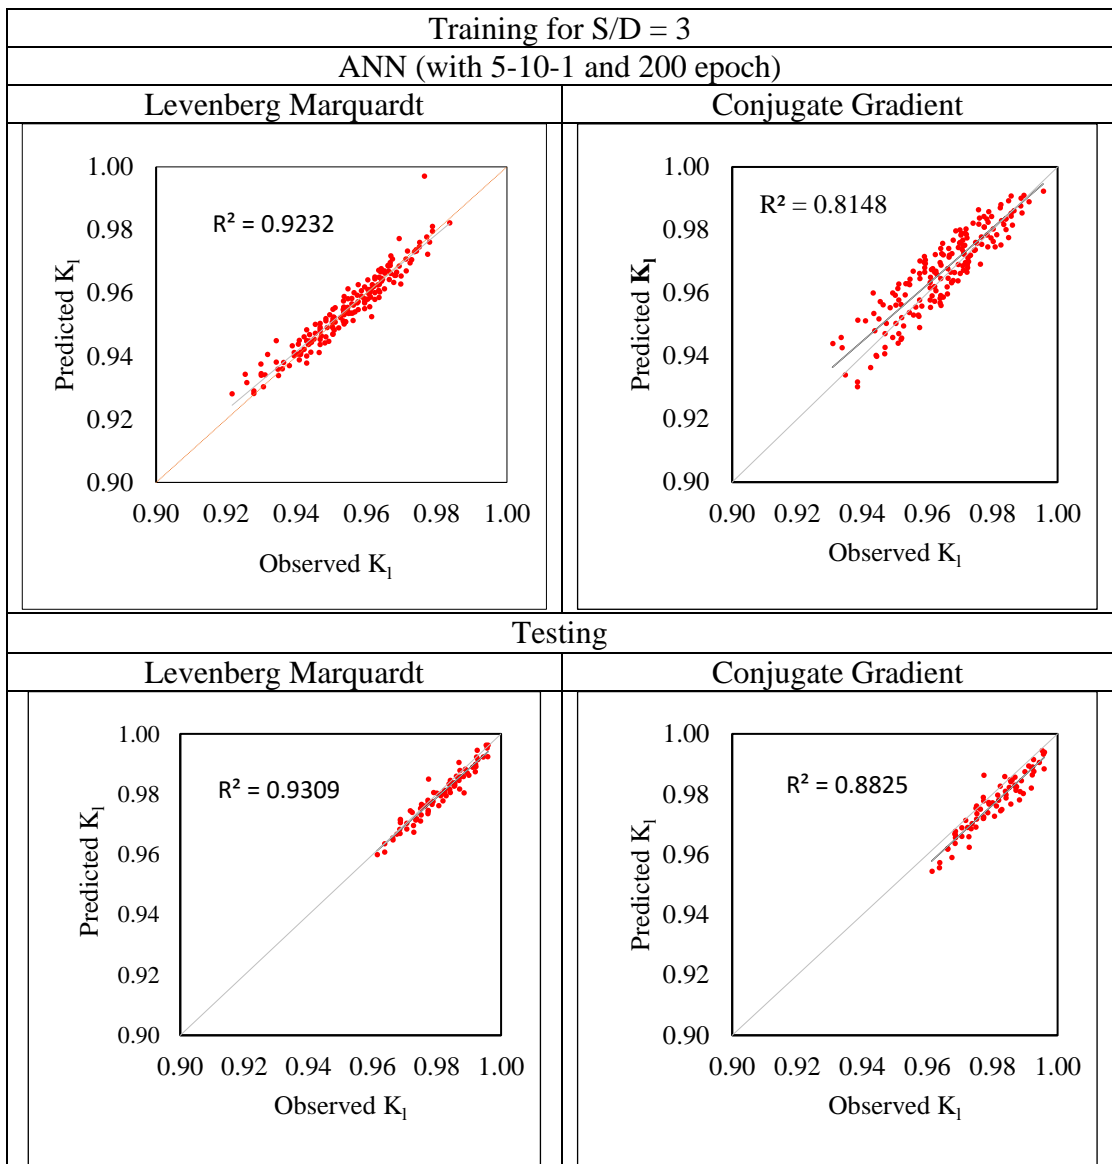 Training for S/D = 3
ANN (with 5-10-1 and 200 epoch)
Levenberg Marquardt
Conjugate Gradient
1.00
0.98
0.96
0.94
0.92
0.90
Predicted Kl
R² = 0.9232
0.90 0.92 0.94 0.96 0.98 1.00
Observed Kl
1.00
0.98
0.96
0.94
0.92
0.90
Predicted Kl
R² = 0.8148
0.90 0.92 0.94 0.96 0.98 1.00
Observed Kl
Testing
Levenberg Marquardt
Conjugate Gradient
1.00
0.98
0.96
0.94
0.92
0.90
Predicted Kl
R² = 0.9309
0.90 0.92 0.94 0.96 0.98 1.00
Observed Kl
1.00
0.98
0.96
0.94
0.92
0.90
Predicted Kl
R² = 0.8825
0.90 0.92 0.94 0.96 0.98 1.00
Observed Kl